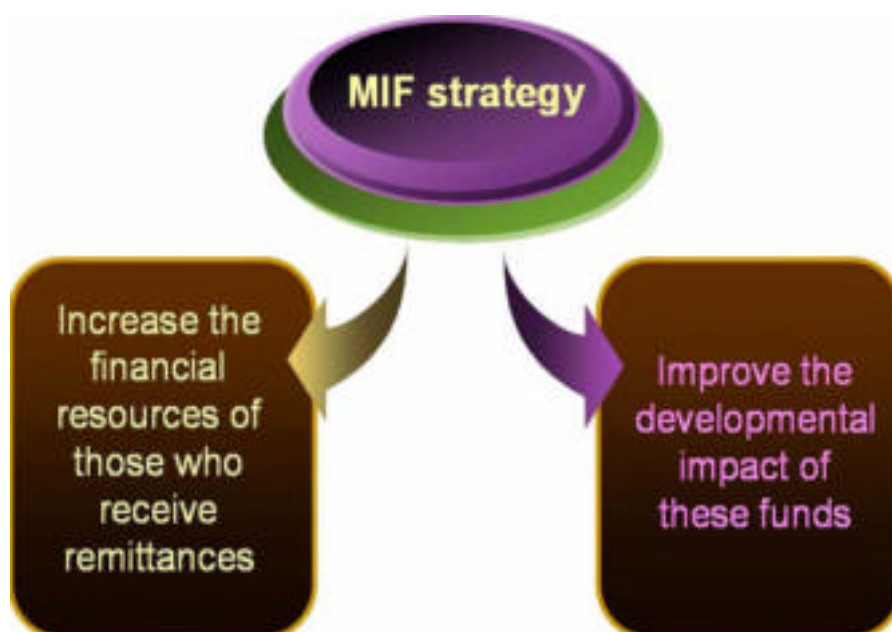 MIF strategy
Increase the
financial
resources of
those who
receive
remittances
Improve the
developmental
impact of
these funds